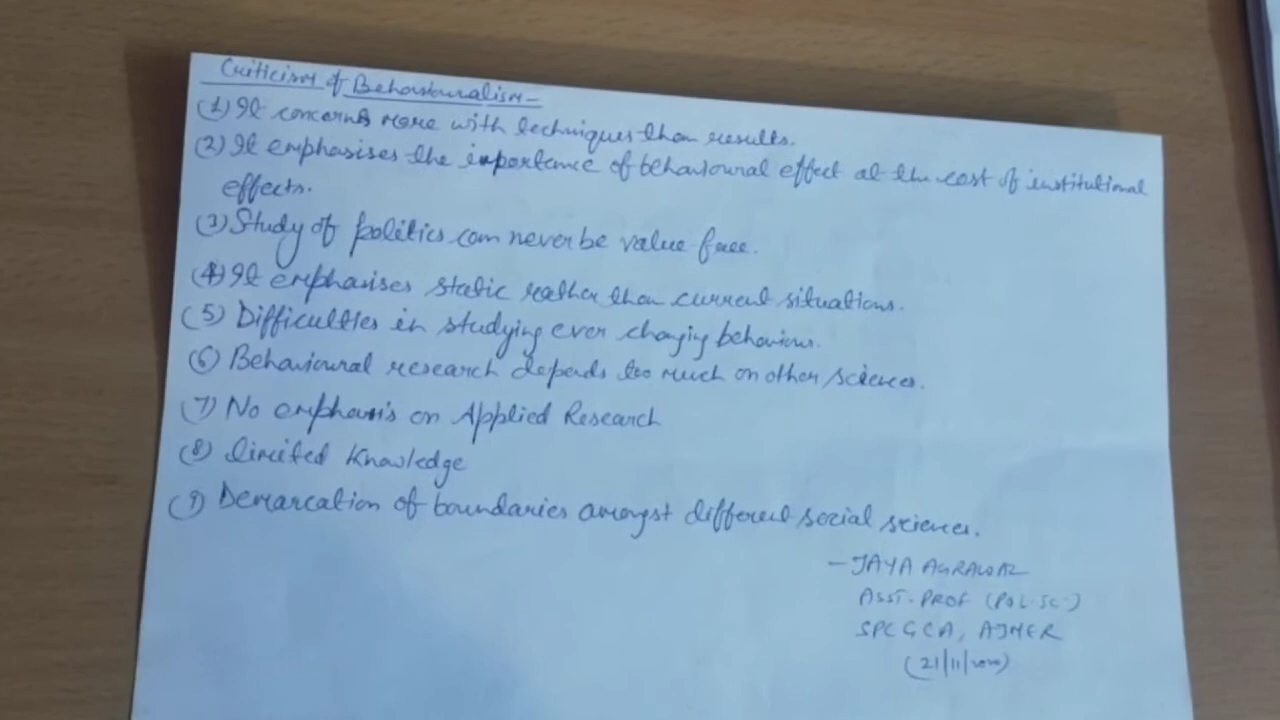 Criticism of Behaviouralism-
(1) It concerns more with techniques than results.
(2) It emphasises the importance of behavioural effect at the cost of institutional
effects.
(3) Study of politics can never be value free.
(4) It emphasises static rather than current situations.
(5) Difficulties in studying ever changing behaviour.
(6) Behavioural research depends too much on other sciences.
(7) No emphasis on Applied Research
(8) Limited Knowledge
(9) Demarcation of boundaries amongst different social sciences.
- JAYA AGRAWAL
ASST. PROF (POL.SC.)
SPCGCA, AJMER
(21/11/2020)